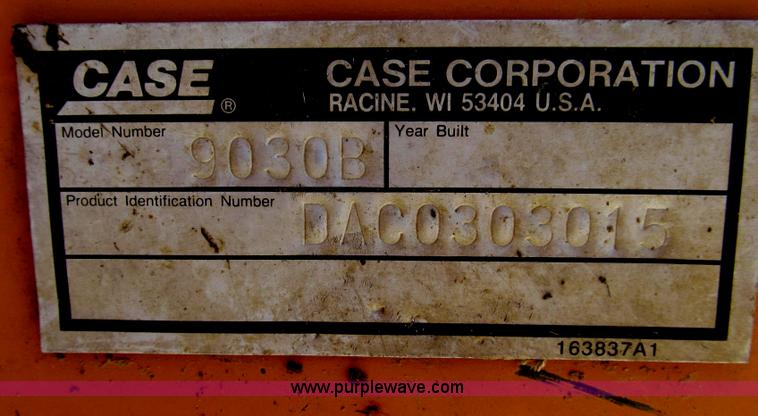 CASE ®
CASE CORPORATION
RACINE, WI 53404 U.S.A.
Model Number
9030B
Year Built
Product Identification Number
DAC0303015
163837A1
www.purplewave.com